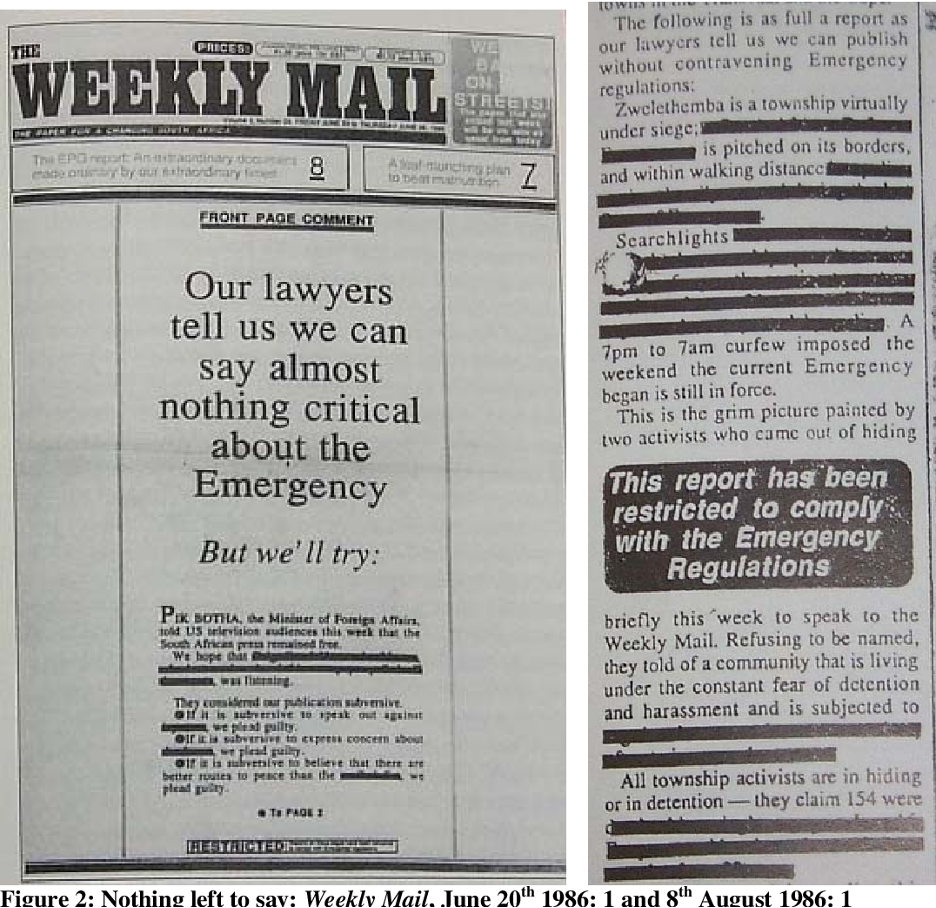 THE
PRICES!
WEEKLY MAIL
THE PAPER FOR A CHANGING SOUTH AFRICA
WE
ON
STREETS!
The EPG report: An extraordinary document
made ordinary by our extraordinary times
8
A leaf-munching plan
to beat malnutrition
7
FRONT PAGE COMMENT
Our lawyers
tell us we can
say almost
nothing critical
about the
Emergency
But we'll try:
PIK BOTHA, the Minister of Foreign Affairs,
told US television audiences this week that the
South African press remained free.
We hope that
, was listening.
They considered our publication subversive.
●If it is subversive to speak out against
, we plead guilty.
●If it is subversive to express concern about
, we plead guilty.
●If it is subversive to believe that there are
better routes to peace than the , we
plead guilty.
● To PAGE 2
RESTRICTED
The following is as full a report as
our lawyers tell us we can publish
without contravening Emergency
regulations:
Zwelethemba is a township virtually
under siege;
is pitched on its borders,
and within walking distance
Searchlights
. A
7pm to 7am curfew imposed the
weekend the current Emergency
began is still in force.
This is the grim picture painted by
two activists who came out of hiding
This report has been
restricted to comply
with the Emergency
Regulations
briefly this week to speak to the
Weekly Mail. Refusing to be named,
they told of a community that is living
under the constant fear of detention
and harassment and is subjected to
All township activists are in hiding
or in detention — they claim 154 were
Figure 2: Nothing left to say: Weekly Mail, June 20th 1986: 1 and 8th August 1986: 1